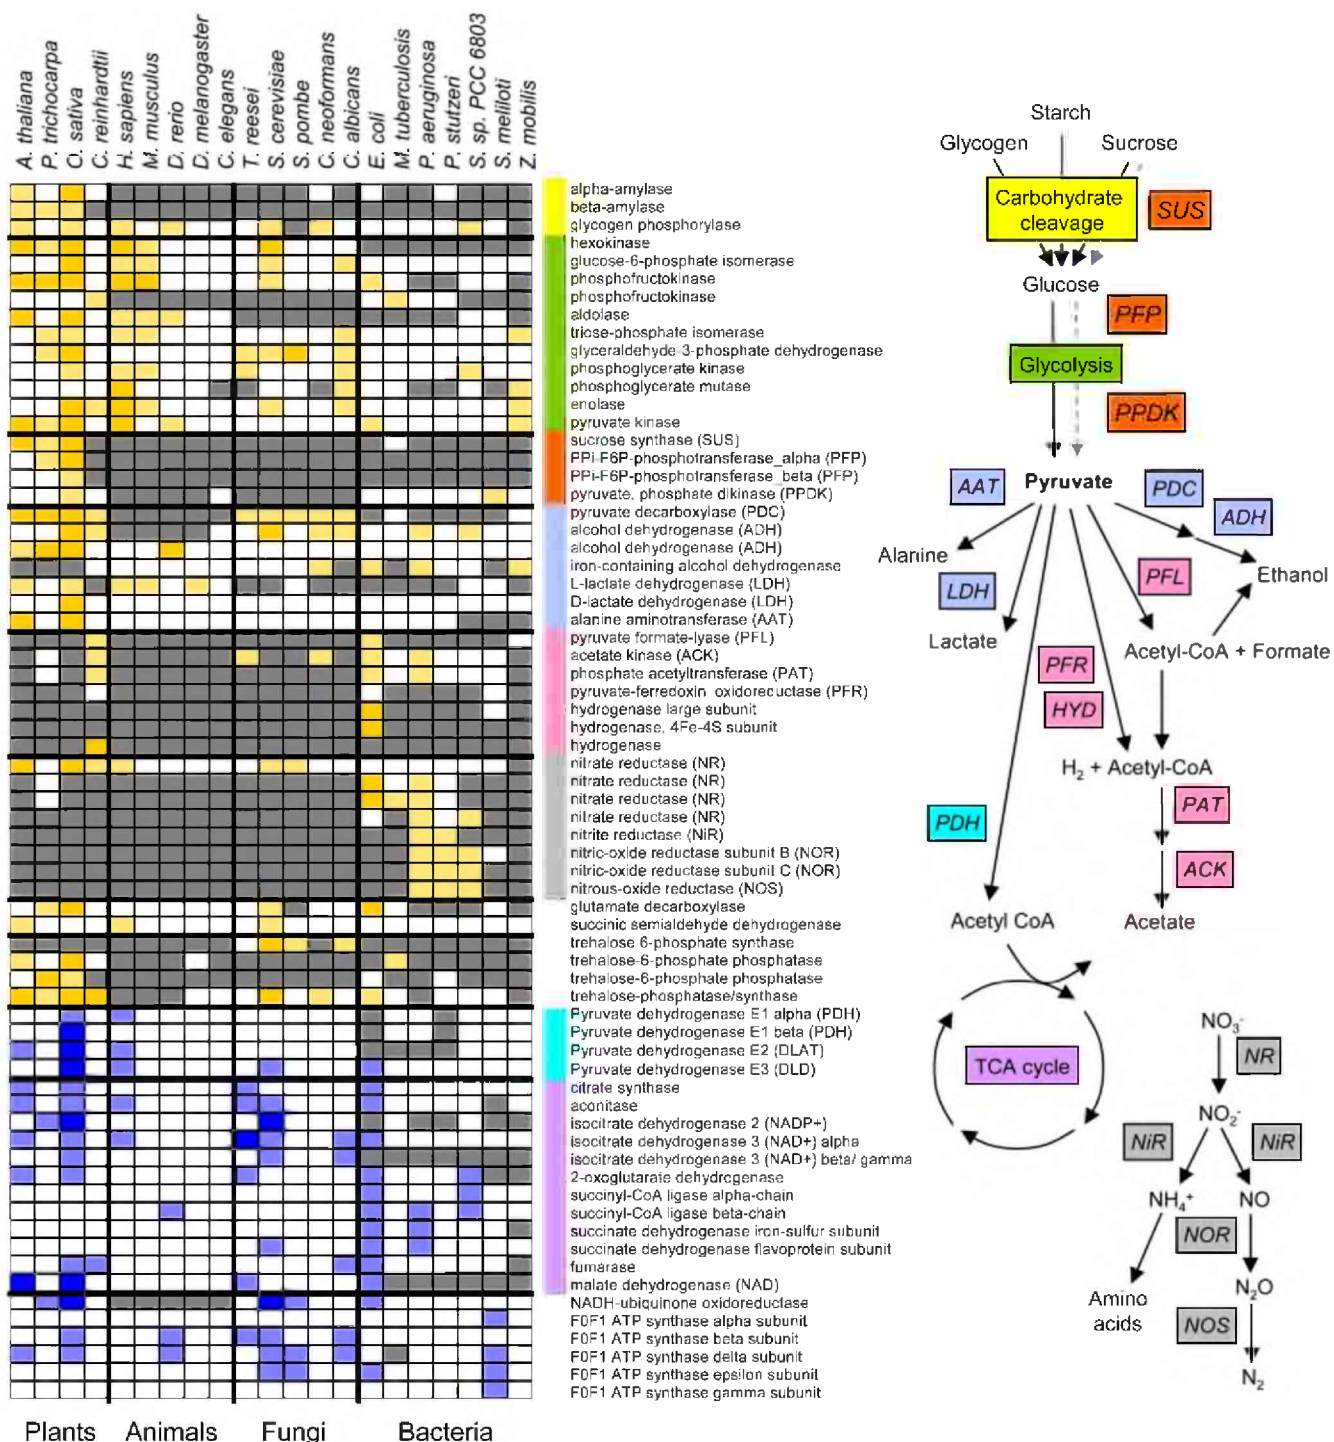 A. thaliana
P. trichocarpa
O. sativa
C. reinhardtii
H. sapiens
M. musculus
D. rerio
D. melanogaster
C. elegans
T. reesei
S. cerevisiae
S. pombe
C. neoformans
C. albicans
E. coli
M. tuberculosis
P. aeruginosa
P. stutzeri
S. sp. PCC 6803
S. meliloti
Z. mobilis
alpha-amylase
beta-amylase
glycogen phosphorylase
hexokinase
glucose-6-phosphate isomerase
phosphofructokinase
phosphofructokinase
aldolase
triose-phosphate isomerase
glyceraldehyde-3-phosphate dehydrogenase
phosphoglycerate kinase
phosphoglycerate mutase
enolase
pyruvate kinase
sucrose synthase (SUS)
PPi-F6P-phosphotransferase_alpha (PFP)
PPi-F6P-phosphotransferase_beta (PFP)
pyruvate, phosphate dikinase (PPDK)
pyruvate decarboxylase (PDC)
alcohol dehydrogenase (ADH)
alcohol dehydrogenase (ADH)
iron-containing alcohol dehydrogenase
L-lactate dehydrogenase (LDH)
D-lactate dehydrogenase (LDH)
alanine aminotransferase (AAT)
pyruvate formate-lyase (PFL)
acetate kinase (ACK)
phosphate acetyltransferase (PAT)
pyruvate-ferredoxin oxidoreductase (PFR)
hydrogenase large subunit
hydrogenase, 4Fe-4S subunit
hydrogenase
nitrate reductase (NR)
nitrate reductase (NR)
nitrate reductase (NR)
nitrate reductase (NR)
nitrite reductase (NiR)
nitric-oxide reductase subunit B (NOR)
nitric-oxide reductase subunit C (NOR)
nitrous-oxide reductase (NOS)
glutamate decarboxylase
succinic semialdehyde dehydrogenase
trehalose 6-phosphate synthase
trehalose-6-phosphate phosphatase
trehalose-6-phosphate phosphatase
trehalose-phosphatase/synthase
Pyruvate dehydrogenase E1 alpha (PDH)
Pyruvate dehydrogenase E1 beta (PDH)
Pyruvate dehydrogenase E2 (DLAT)
Pyruvate dehydrogenase E3 (DLD)
citrate synthase
aconitase
isocitrate dehydrogenase 2 (NADP+)
isocitrate dehydrogenase 3 (NAD+) alpha
isocitrate dehydrogenase 3 (NAD+) beta/ gamma
2-oxoglutarate dehydrogenase
succinyl-CoA ligase alpha-chain
succinyl-CoA ligase beta-chain
succinate dehydrogenase iron-sulfur subunit
succinate dehydrogenase flavoprotein subunit
fumarase
malate dehydrogenase (NAD)
NADH-ubiquinone oxidoreductase
F0F1 ATP synthase alpha subunit
F0F1 ATP synthase beta subunit
F0F1 ATP synthase delta subunit
F0F1 ATP synthase epsilon subunit
F0F1 ATP synthase gamma subunit
Plants Animals Fungi Bacteria
Starch
Glycogen Sucrose
Carbohydrate
cleavage
SUS
Glucose
PFP
Glycolysis
PPDK
AAT Pyruvate PDC
ADH
Alanine
LDH PFL Ethanol
Lactate Acetyl-CoA + Formate
PFR
HYD
H₂ + Acetyl-CoA
PDH PAT
ACK
Acetyl CoA Acetate
TCA cycle
NO₃⁻
NR
NO₂⁻
NiR NiR
NH₄⁺ NO
NOR
Amino
acids
N₂O
NOS
N₂